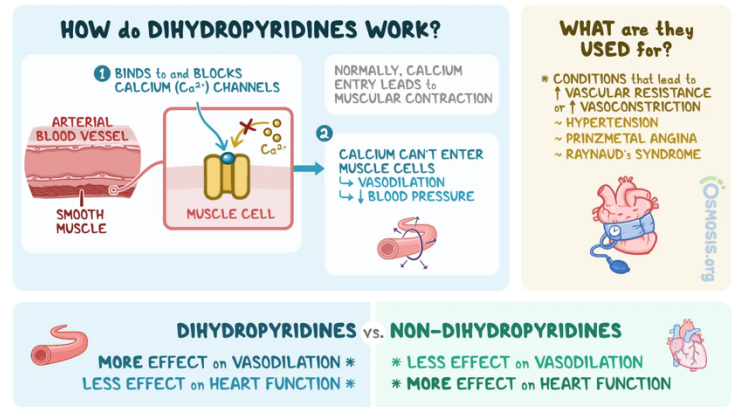 HOW do DIHYDROPYRIDINES WORK?
1 BINDS to and BLOCKS
CALCIUM (Ca²⁺) CHANNELS
ARTERIAL
BLOOD VESSEL
SMOOTH
MUSCLE
Ca²⁺
MUSCLE CELL
NORMALLY, CALCIUM
ENTRY LEADS to
MUSCULAR CONTRACTION
2
CALCIUM CAN'T ENTER
MUSCLE CELLS
↳ VASODILATION
↳ ↓ BLOOD PRESSURE
WHAT are they
USED for?
* CONDITIONS that lead to
↑ VASCULAR RESISTANCE
or ↑ VASOCONSTRICTION
~ HYPERTENSION
~ PRINZMETAL ANGINA
~ RAYNAUD's SYNDROME
OSMOSIS.org
DIHYDROPYRIDINES vs. NON-DIHYDROPYRIDINES
MORE EFFECT on VASODILATION *
LESS EFFECT on HEART FUNCTION *
* LESS EFFECT on VASODILATION
* MORE EFFECT on HEART FUNCTION